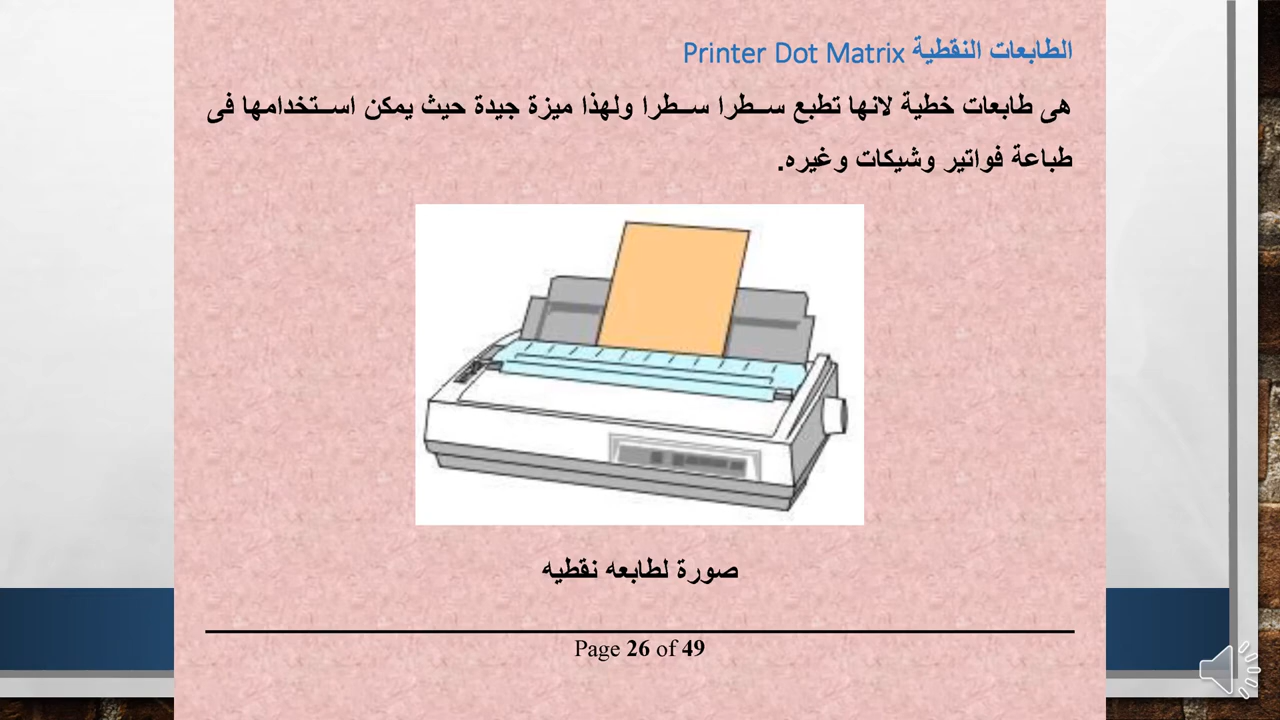 الطابعات النقطية Printer Dot Matrix
هى طابعات خطية لانها تطبع سـطرا سـطرا ولهذا ميزة جيدة حيث يمكن اسـتخدامها فى
طباعة فواتير وشيكات وغيره.
صورة لطابعه نقطيه
Page 26 of 49